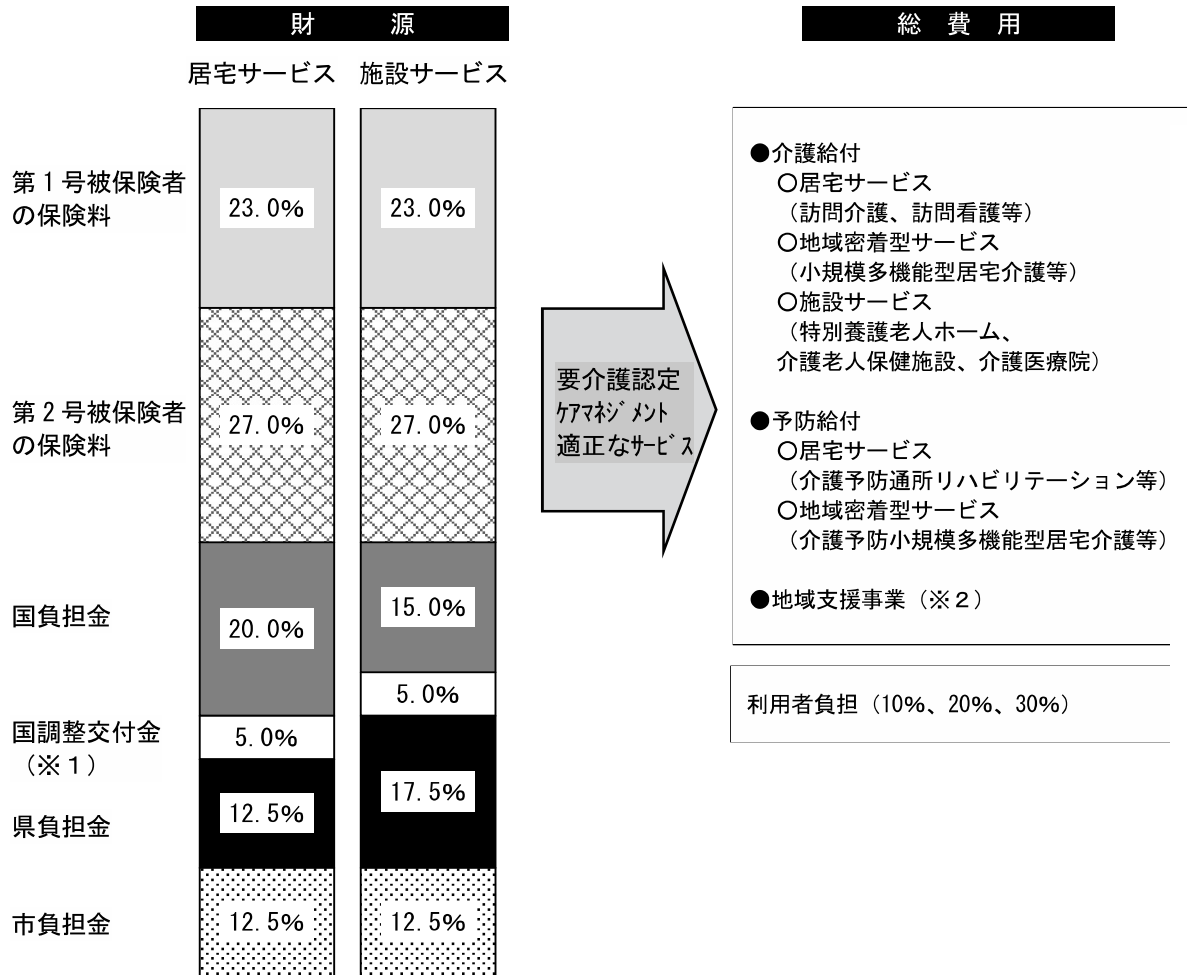 財源
居宅サービス
施設サービス
第1号被保険者
の保険料
23.0%
23.0%
第2号被保険者
の保険料
27.0%
27.0%
国負担金
20.0%
15.0%
国調整交付金
(※1)
5.0%
5.0%
県負担金
12.5%
17.5%
市負担金
12.5%
12.5%
要介護認定
ケアマネジメント
適正なサービス
総費用
●介護給付
○居宅サービス
(訪問介護、訪問看護等)
○地域密着型サービス
(小規模多機能型居宅介護等)
○施設サービス
(特別養護老人ホーム、
介護老人保健施設、介護医療院)
●予防給付
○居宅サービス
(介護予防通所リハビリテーション等)
○地域密着型サービス
(介護予防小規模多機能型居宅介護等)
●地域支援事業(※2)
利用者負担(10%、20%、30%)